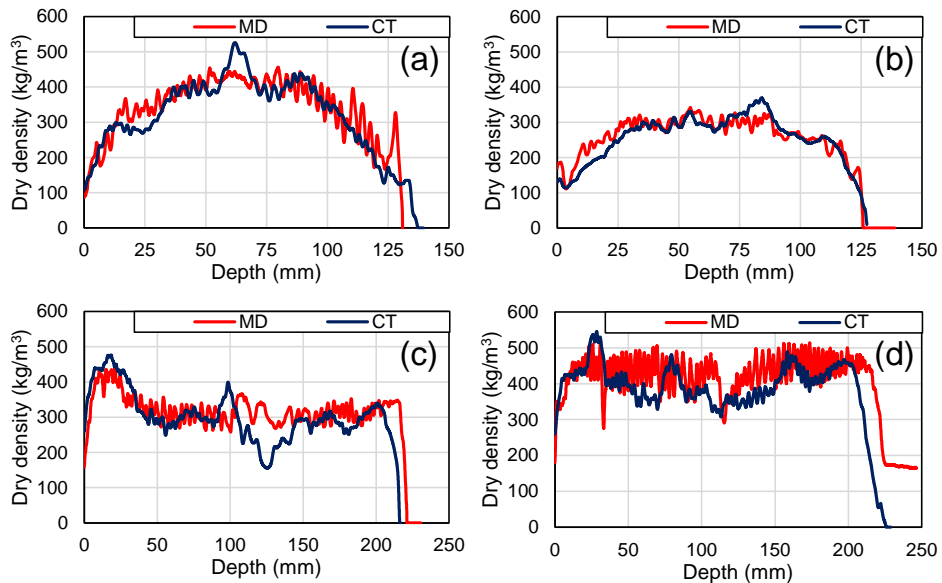 MD CT
(a)
Dry density (kg/m³)
600
500
400
300
200
100
0
0 25 50 75 100 125 150
Depth (mm)
MD CT
(b)
Dry density (kg/m³)
600
500
400
300
200
100
0
0 25 50 75 100 125 150
Depth (mm)
MD CT
(c)
Dry density (kg/m³)
600
500
400
300
200
100
0
0 50 100 150 200 250
Depth (mm)
MD CT
(d)
Dry density (kg/m³)
600
500
400
300
200
100
0
0 50 100 150 200 250
Depth (mm)